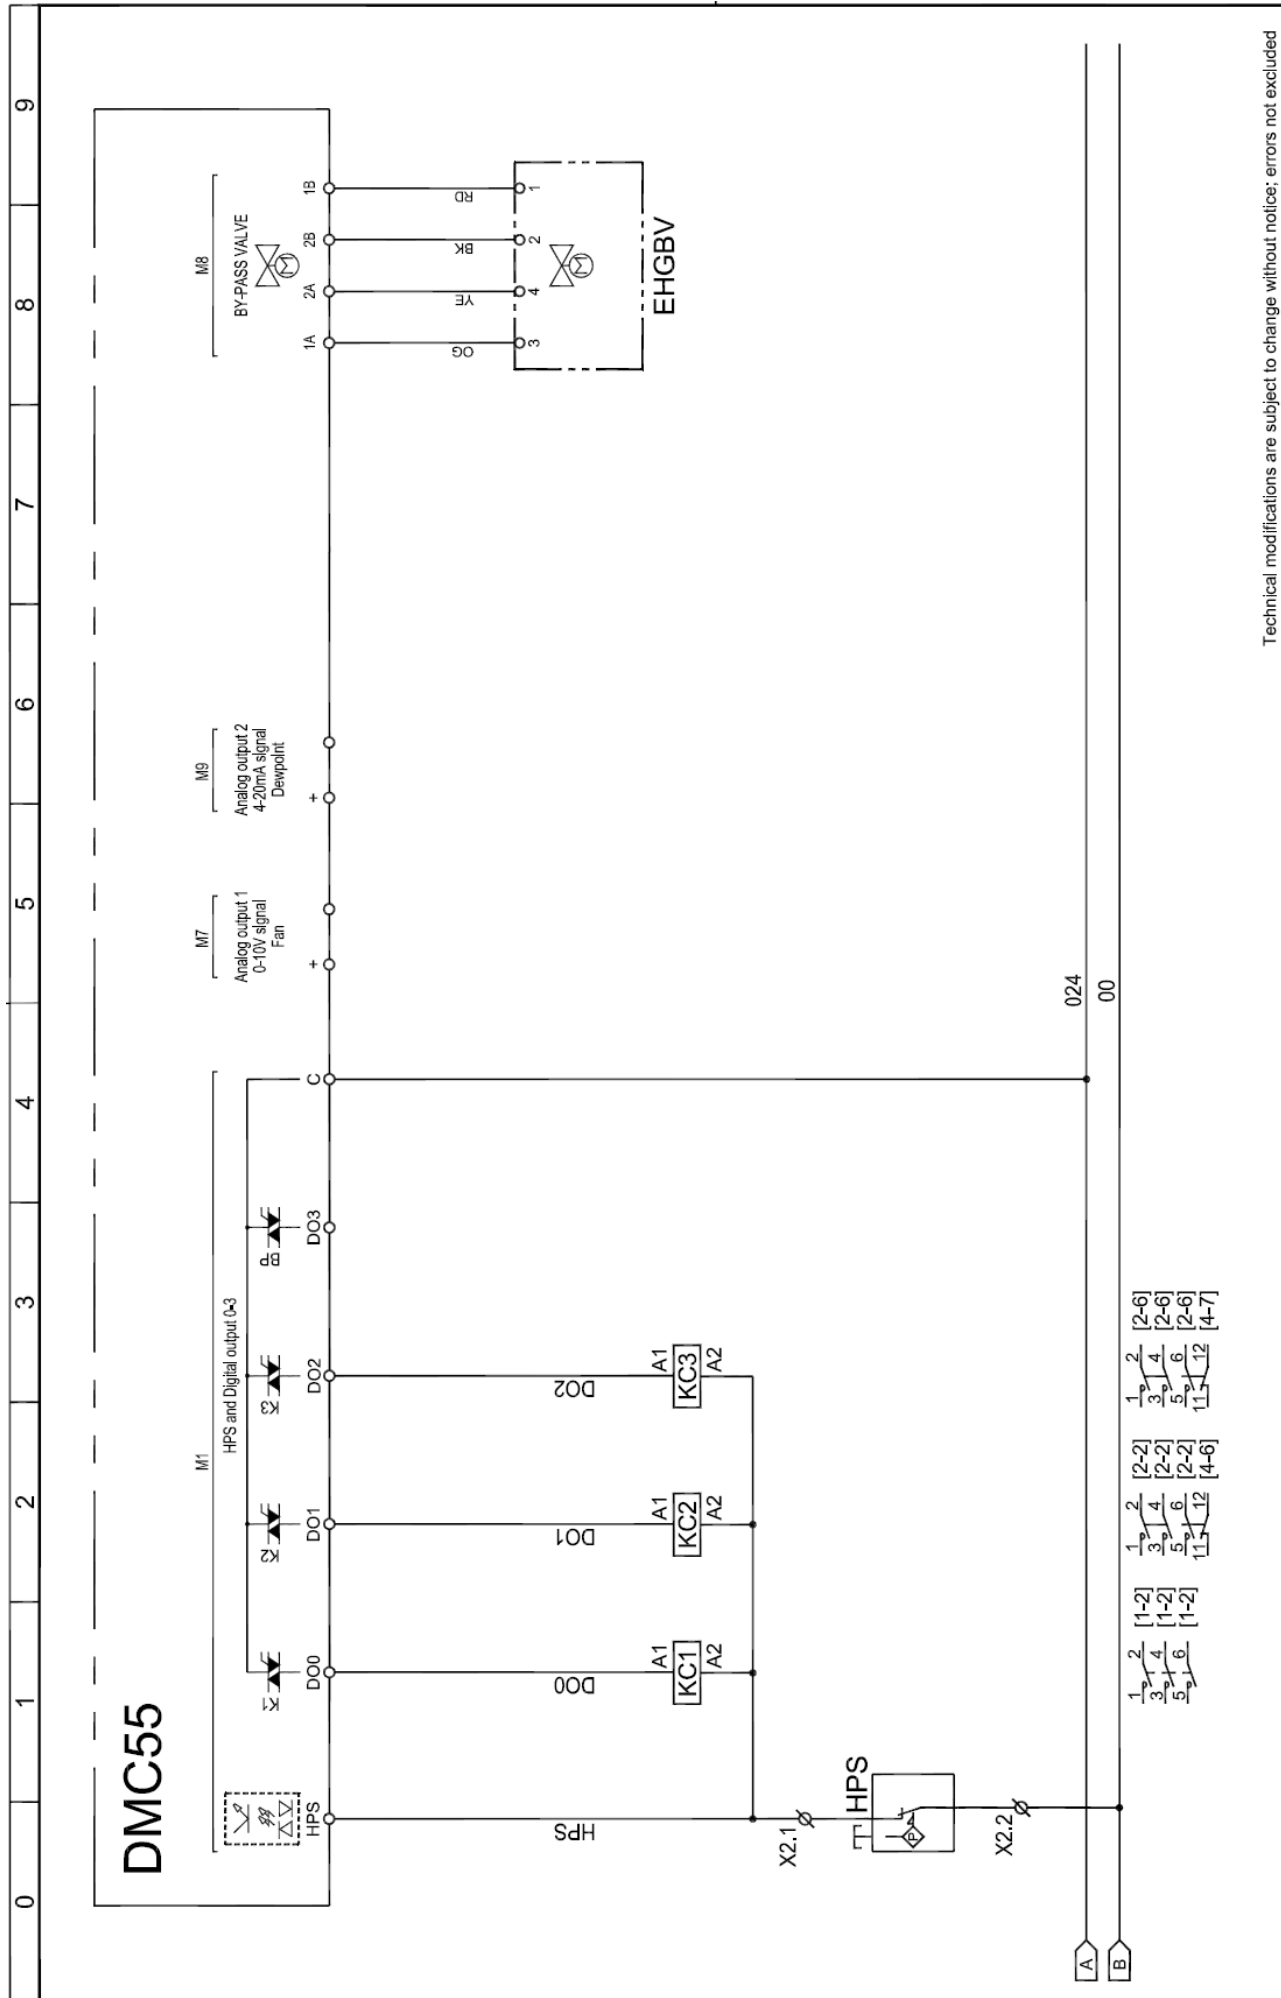 0 1 2 3 4 5 6 7 8 9
DMC55
M1
HPS and Digital output 0-3
K1 K2 K3 BP
HPS DO0 DO1 DO2 DO3 C
M7
Analog output 1
0-10V signal
Fan
+
M9
Analog output 2
4-20mA signal
Dewpoint
+
M8
BY-PASS VALVE
M
1A 2A 2B 1B
OG YE BK RD
3 4 2 1
M
EHGBV
HPS DO0 DO1 DO2
A1 A1 A1
KC1 KC2 KC3
A2 A2 A2
X2.1
HPS
P
X2.2
A 024
B 00
1 2 [1-2]
3 4 [1-2]
5 6 [1-2]
1 2 [2-2]
3 4 [2-2]
5 6 [2-2]
11 12 [4-6]
1 2 [2-6]
3 4 [2-6]
5 6 [2-6]
11 12 [4-7]
Technical modifications are subject to change without notice; errors not excluded